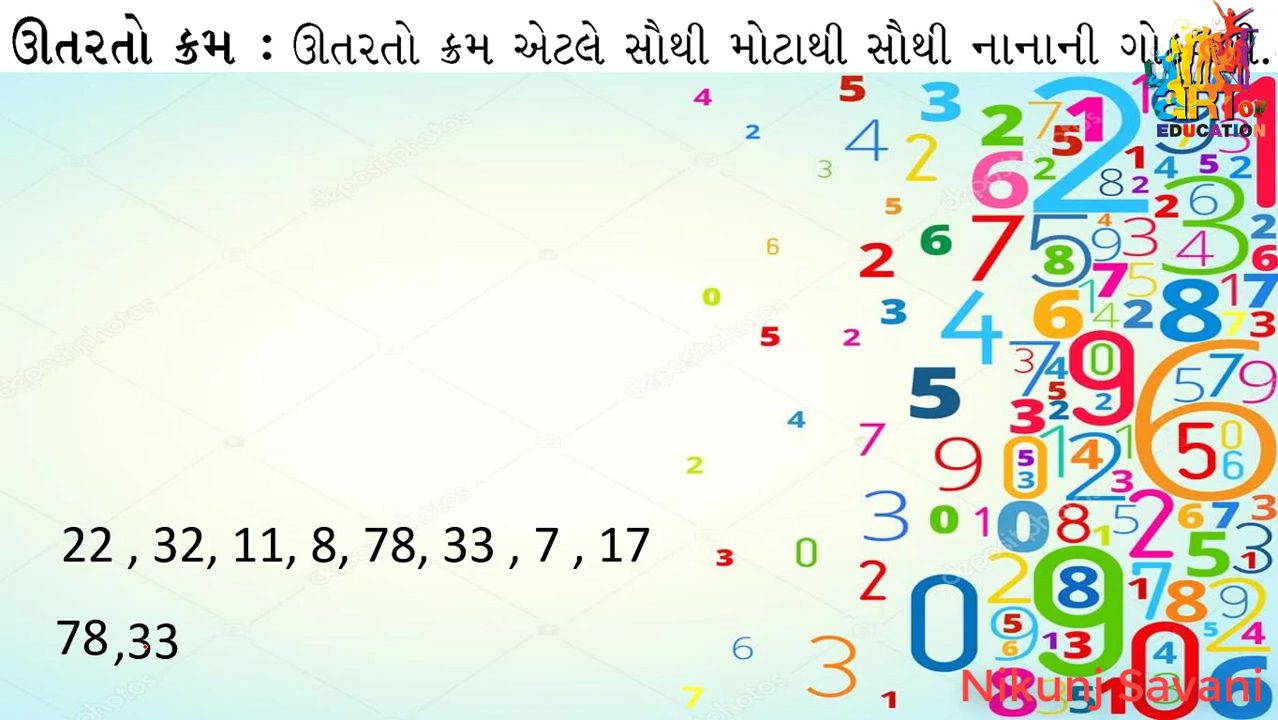 ઊતરતો ક્રમ : ઊતરતો ક્રમ એટલે સૌથી મોટાથી સૌથી નાનાની
ART OF
EDUCATION
22 , 32, 11, 8, 78, 33 , 7 , 17
78,33
Nikunj Savani